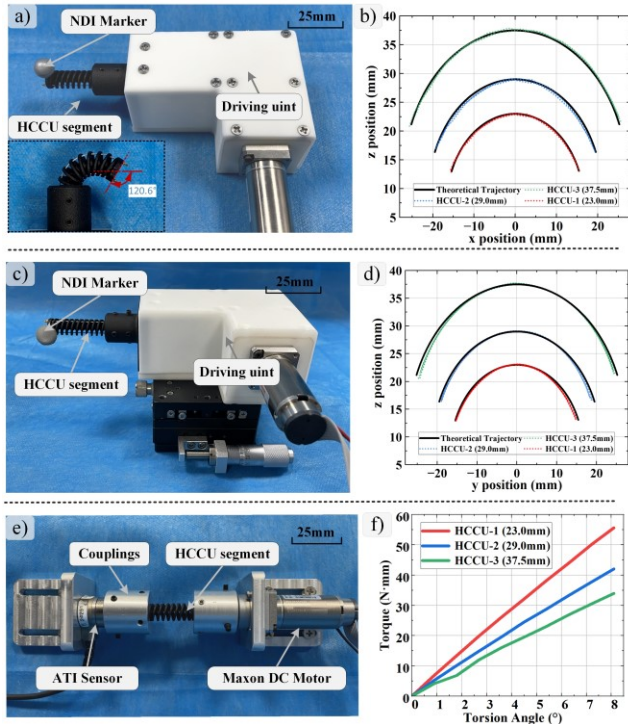 a)
NDI Marker
25mm
HCCU segment
Driving uint
120.6°
b)
z position (mm)
40
35
30
25
20
15
10
5
Theoretical Trajectory
HCCU-3 (37.5mm)
HCCU-2 (29.0mm)
HCCU-1 (23.0mm)
−20 −10 0 10 20
x position (mm)
c)
NDI Marker
25mm
HCCU segment
Driving uint
d)
z position (mm)
40
35
30
25
20
15
10
5
Theoretical Trajectory
HCCU-3 (37.5mm)
HCCU-2 (29.0mm)
HCCU-1 (23.0mm)
−20 −10 0 10 20
y position (mm)
e)
25mm
Couplings
HCCU segment
ATI Sensor
Maxon DC Motor
f)
Torque (N·mm)
60
50
40
30
20
10
0
HCCU-1 (23.0mm)
HCCU-2 (29.0mm)
HCCU-3 (37.5mm)
0 1 2 3 4 5 6 7 8
Torsion Angle (°)